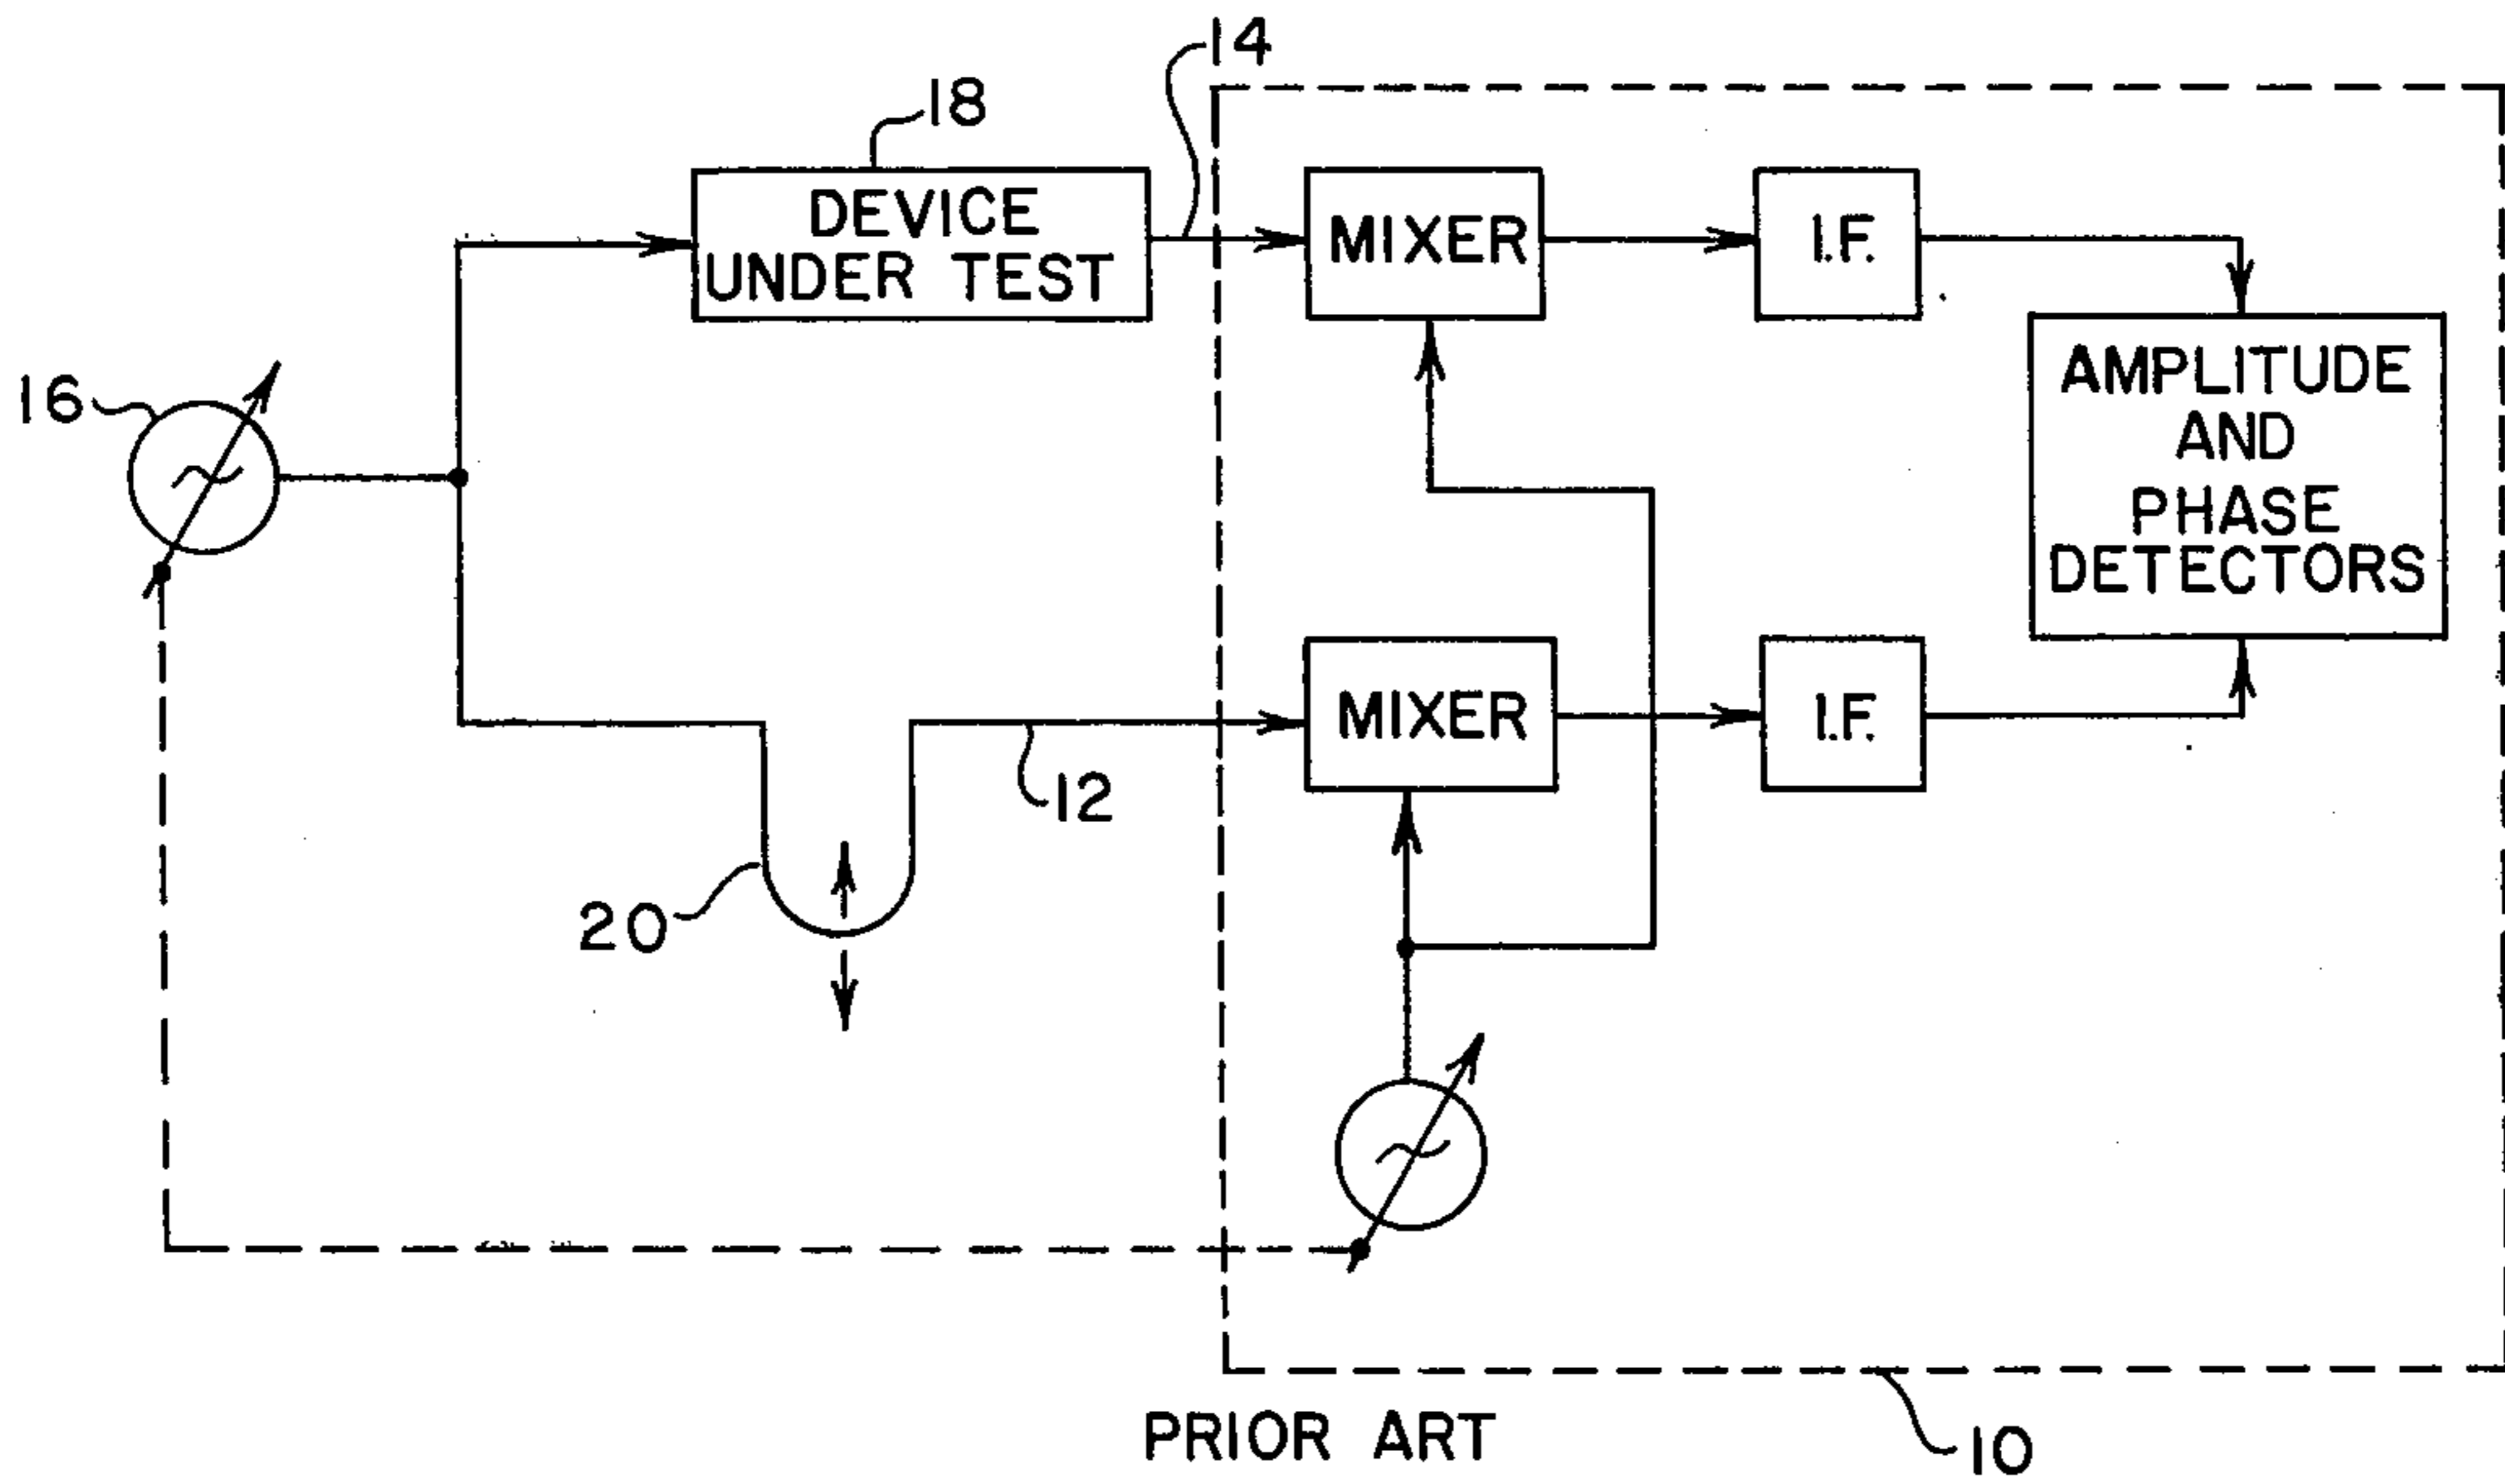 14
18
DEVICE
UNDER TEST
MIXER
I.F.
16
AMPLITUDE
AND
PHASE
DETECTORS
MIXER
I.F.
12
20
PRIOR ART
10